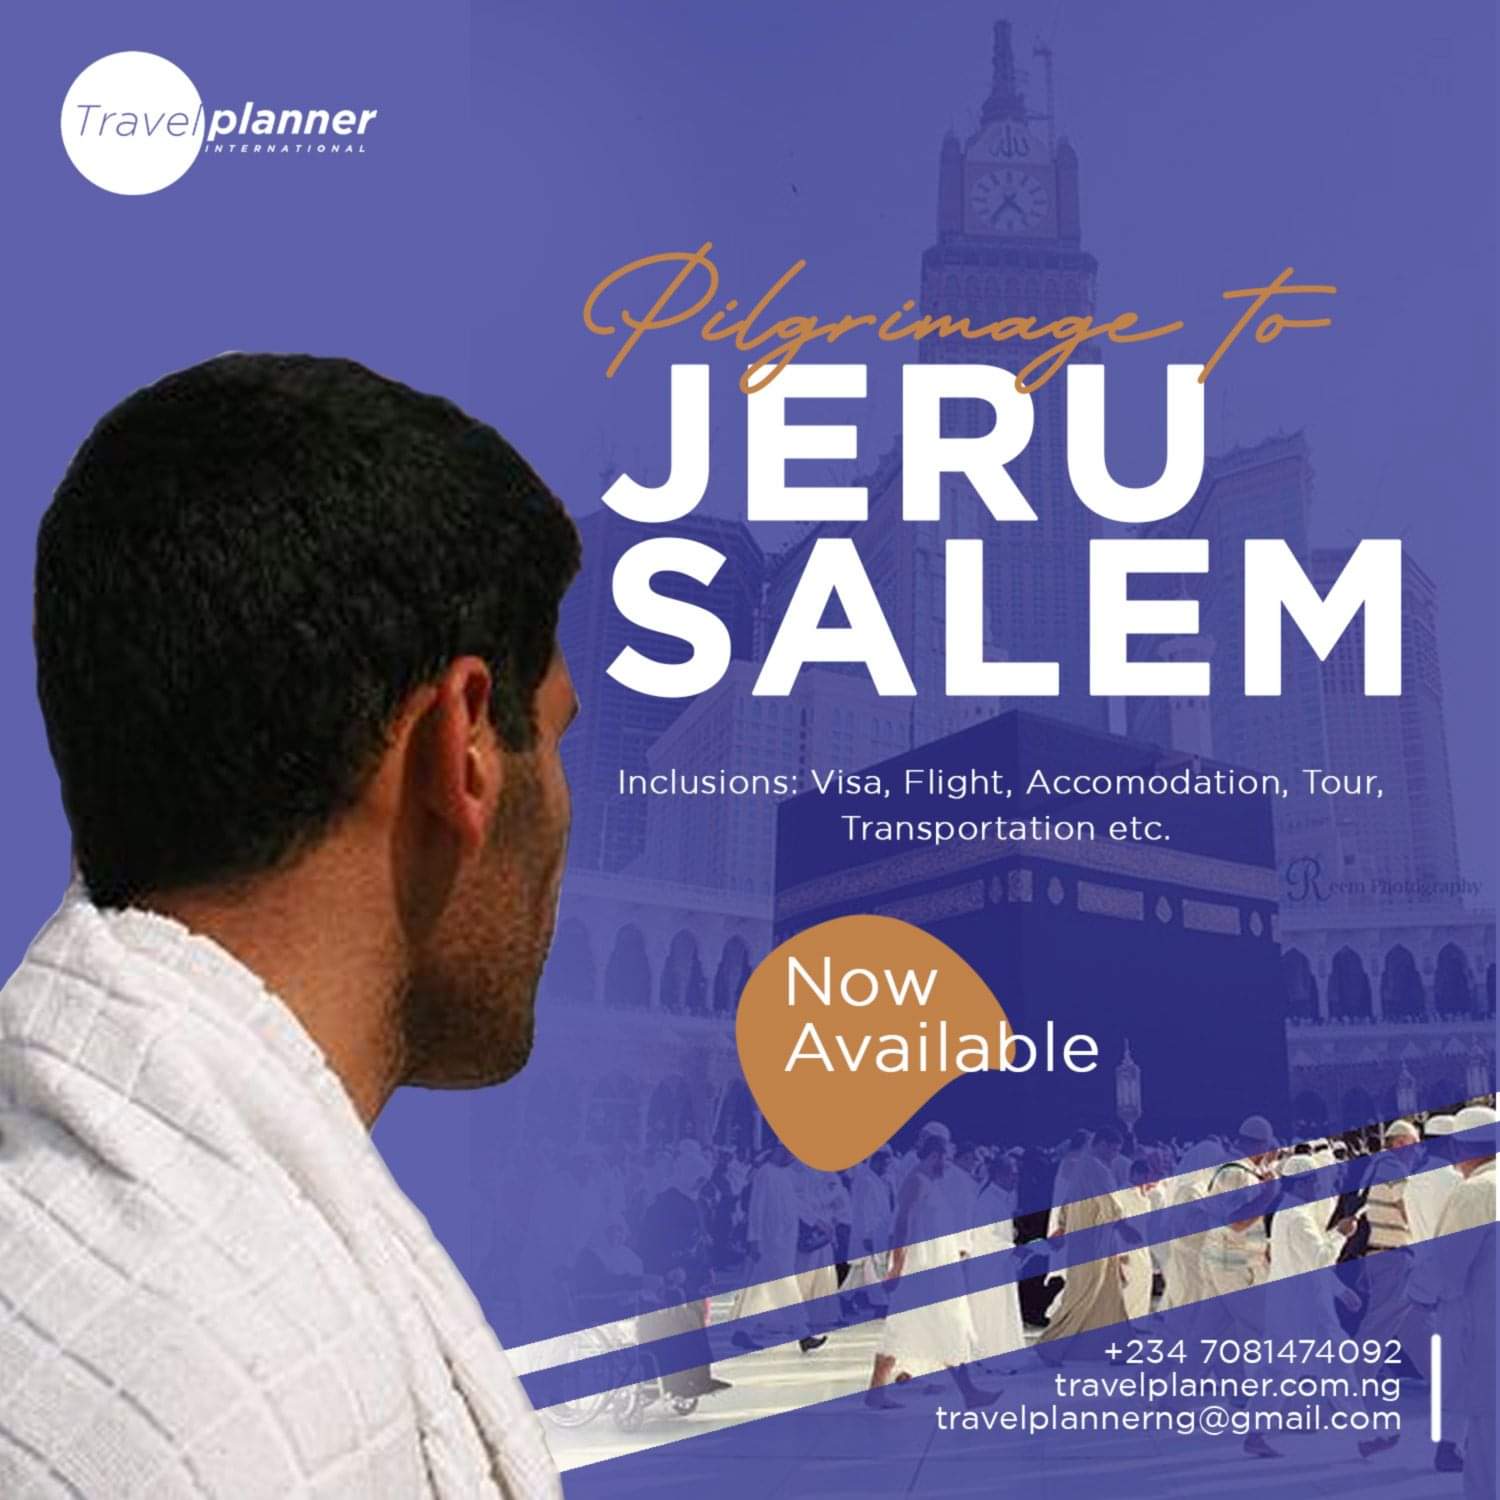 Travelplanner
INTERNATIONAL
Pilgrimage to
JERU
SALEM
Inclusions: Visa, Flight, Accomodation, Tour,
Transportation etc.
Reem Photography
Now
Available
+234 7081474092
travelplanner.com.ng
travelplannerng@gmail.com